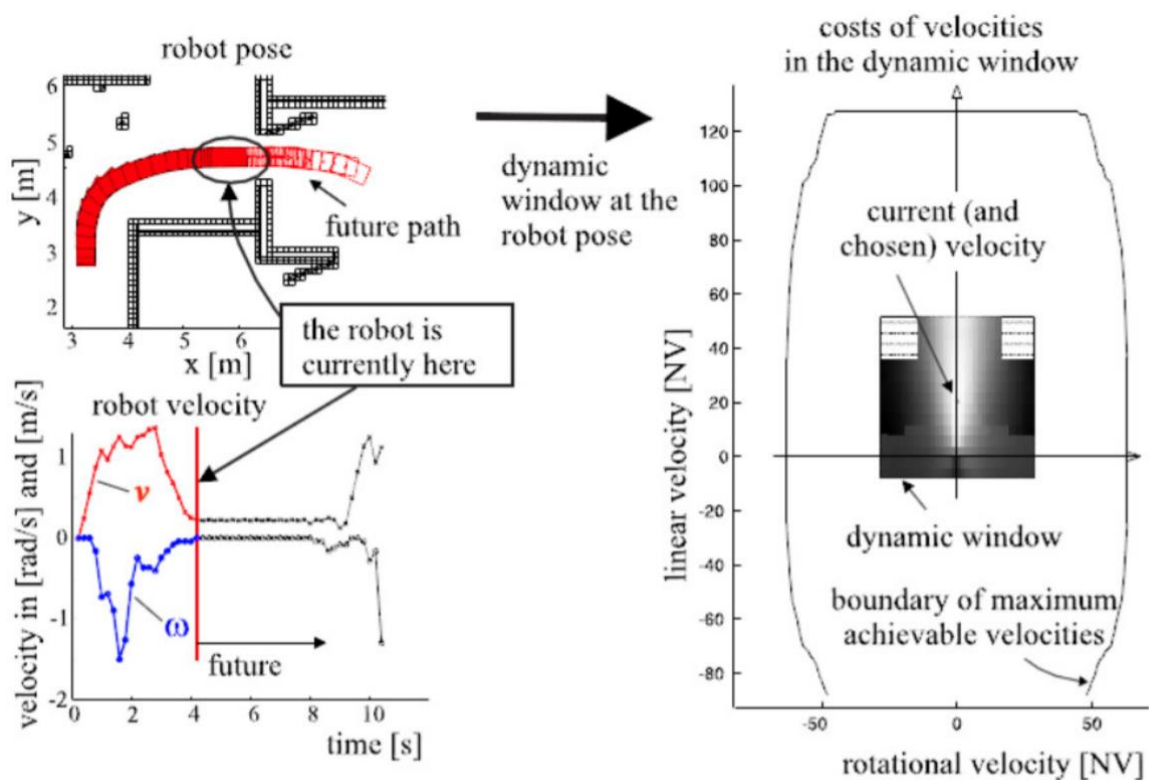 robot pose
6
5
4
3
2
y [m]
3
4
5
6
x [m]
future path
dynamic
window at the
robot pose
the robot is
currently here
robot velocity
velocity in [rad/s] and [m/s]
1
0
-1
-2
v
ω
future
0
2
4
6
8
10
time [s]
costs of velocities
in the dynamic window
120
100
80
60
40
20
0
-20
-40
-60
-80
linear velocity [NV]
current (and
chosen) velocity
dynamic window
boundary of maximum
achievable velocities
-50
0
50
rotational velocity [NV]